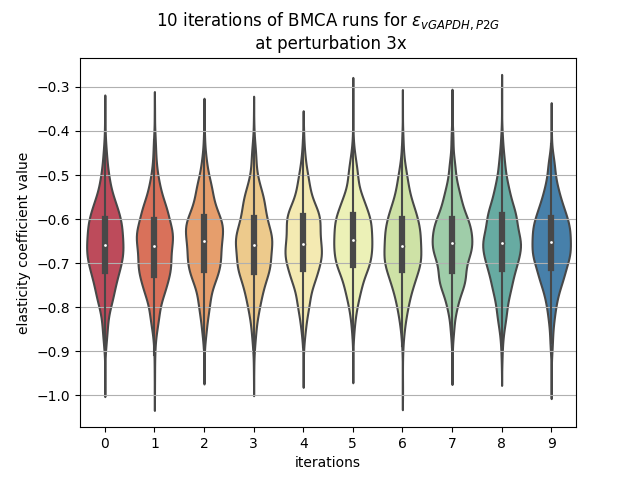 10 iterations of BMCA runs for ε_{vGAPDH, P2G}
at perturbation 3x
−0.3
−0.4
−0.5
−0.6
−0.7
−0.8
−0.9
−1.0
elasticity coefficient value
0 1 2 3 4 5 6 7 8 9
iterations